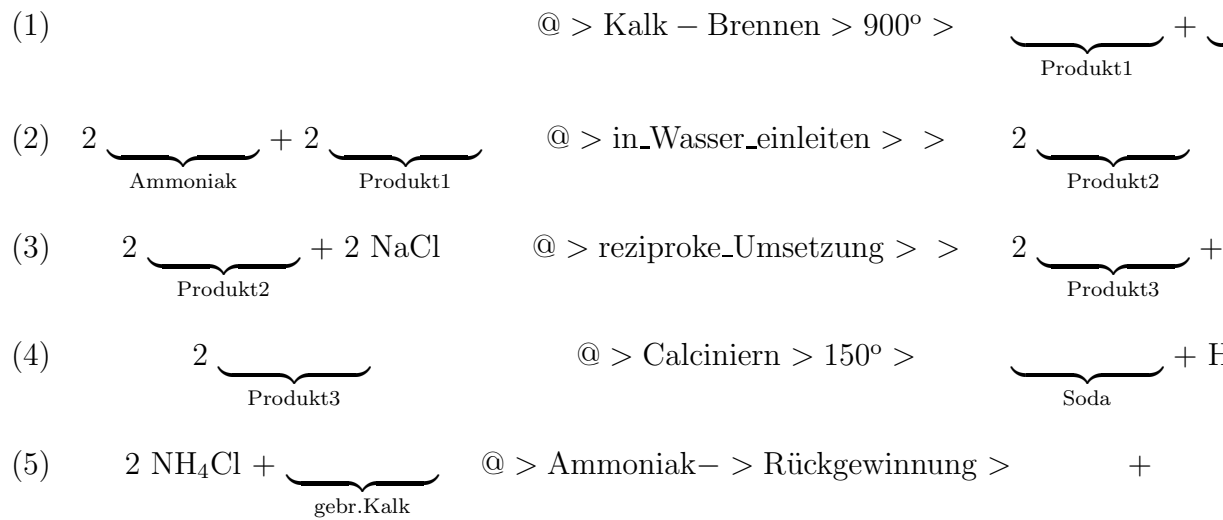 (1) @ > Kalk − Brennen > 900° > +
Produkt1
(2) 2 + 2 @ > in_Wasser_einleiten > > 2
Ammoniak Produkt1 Produkt2
(3) 2 + 2 NaCl @ > reziproke_Umsetzung > > 2 +
Produkt2 Produkt3
(4) 2 @ > Calciniern > 150° > + H
Produkt3 Soda
(5) 2 NH₄Cl + @ > Ammoniak− > Rückgewinnung > +
gebr.Kalk